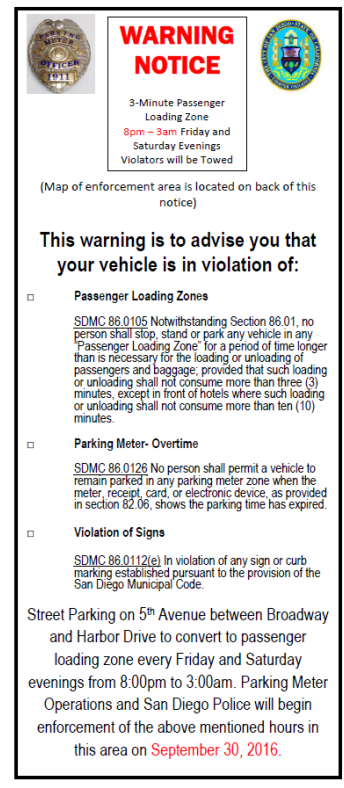 PARKING
METER
OFFICER
1911
WARNING
NOTICE
3-Minute Passenger
Loading Zone
8pm – 3am Friday and
Saturday Evenings
Violators will be Towed
(Map of enforcement area is located on back of this
notice)
This warning is to advise you that
your vehicle is in violation of:
□ Passenger Loading Zones
SDMC 86.0105 Notwithstanding Section 86.01, no
person shall stop, stand or park any vehicle in any
“Passenger Loading Zone” for a period of time longer
than is necessary for the loading or unloading of
passengers and baggage; provided that such loading
or unloading shall not consume more than three (3)
minutes, except in front of hotels where such loading
or unloading shall not consume more than ten (10)
minutes.
□ Parking Meter- Overtime
SDMC 86.0126 No person shall permit a vehicle to
remain parked in any parking meter zone when the
meter, receipt, card, or electronic device, as provided
in section 82.06, shows the parking time has expired.
□ Violation of Signs
SDMC 86.0112(e) In violation of any sign or curb
marking established pursuant to the provision of the
San Diego Municipal Code.
Street Parking on 5th Avenue between Broadway
and Harbor Drive to convert to passenger
loading zone every Friday and Saturday
evenings from 8:00pm to 3:00am. Parking Meter
Operations and San Diego Police will begin
enforcement of the above mentioned hours in
this area on September 30, 2016.